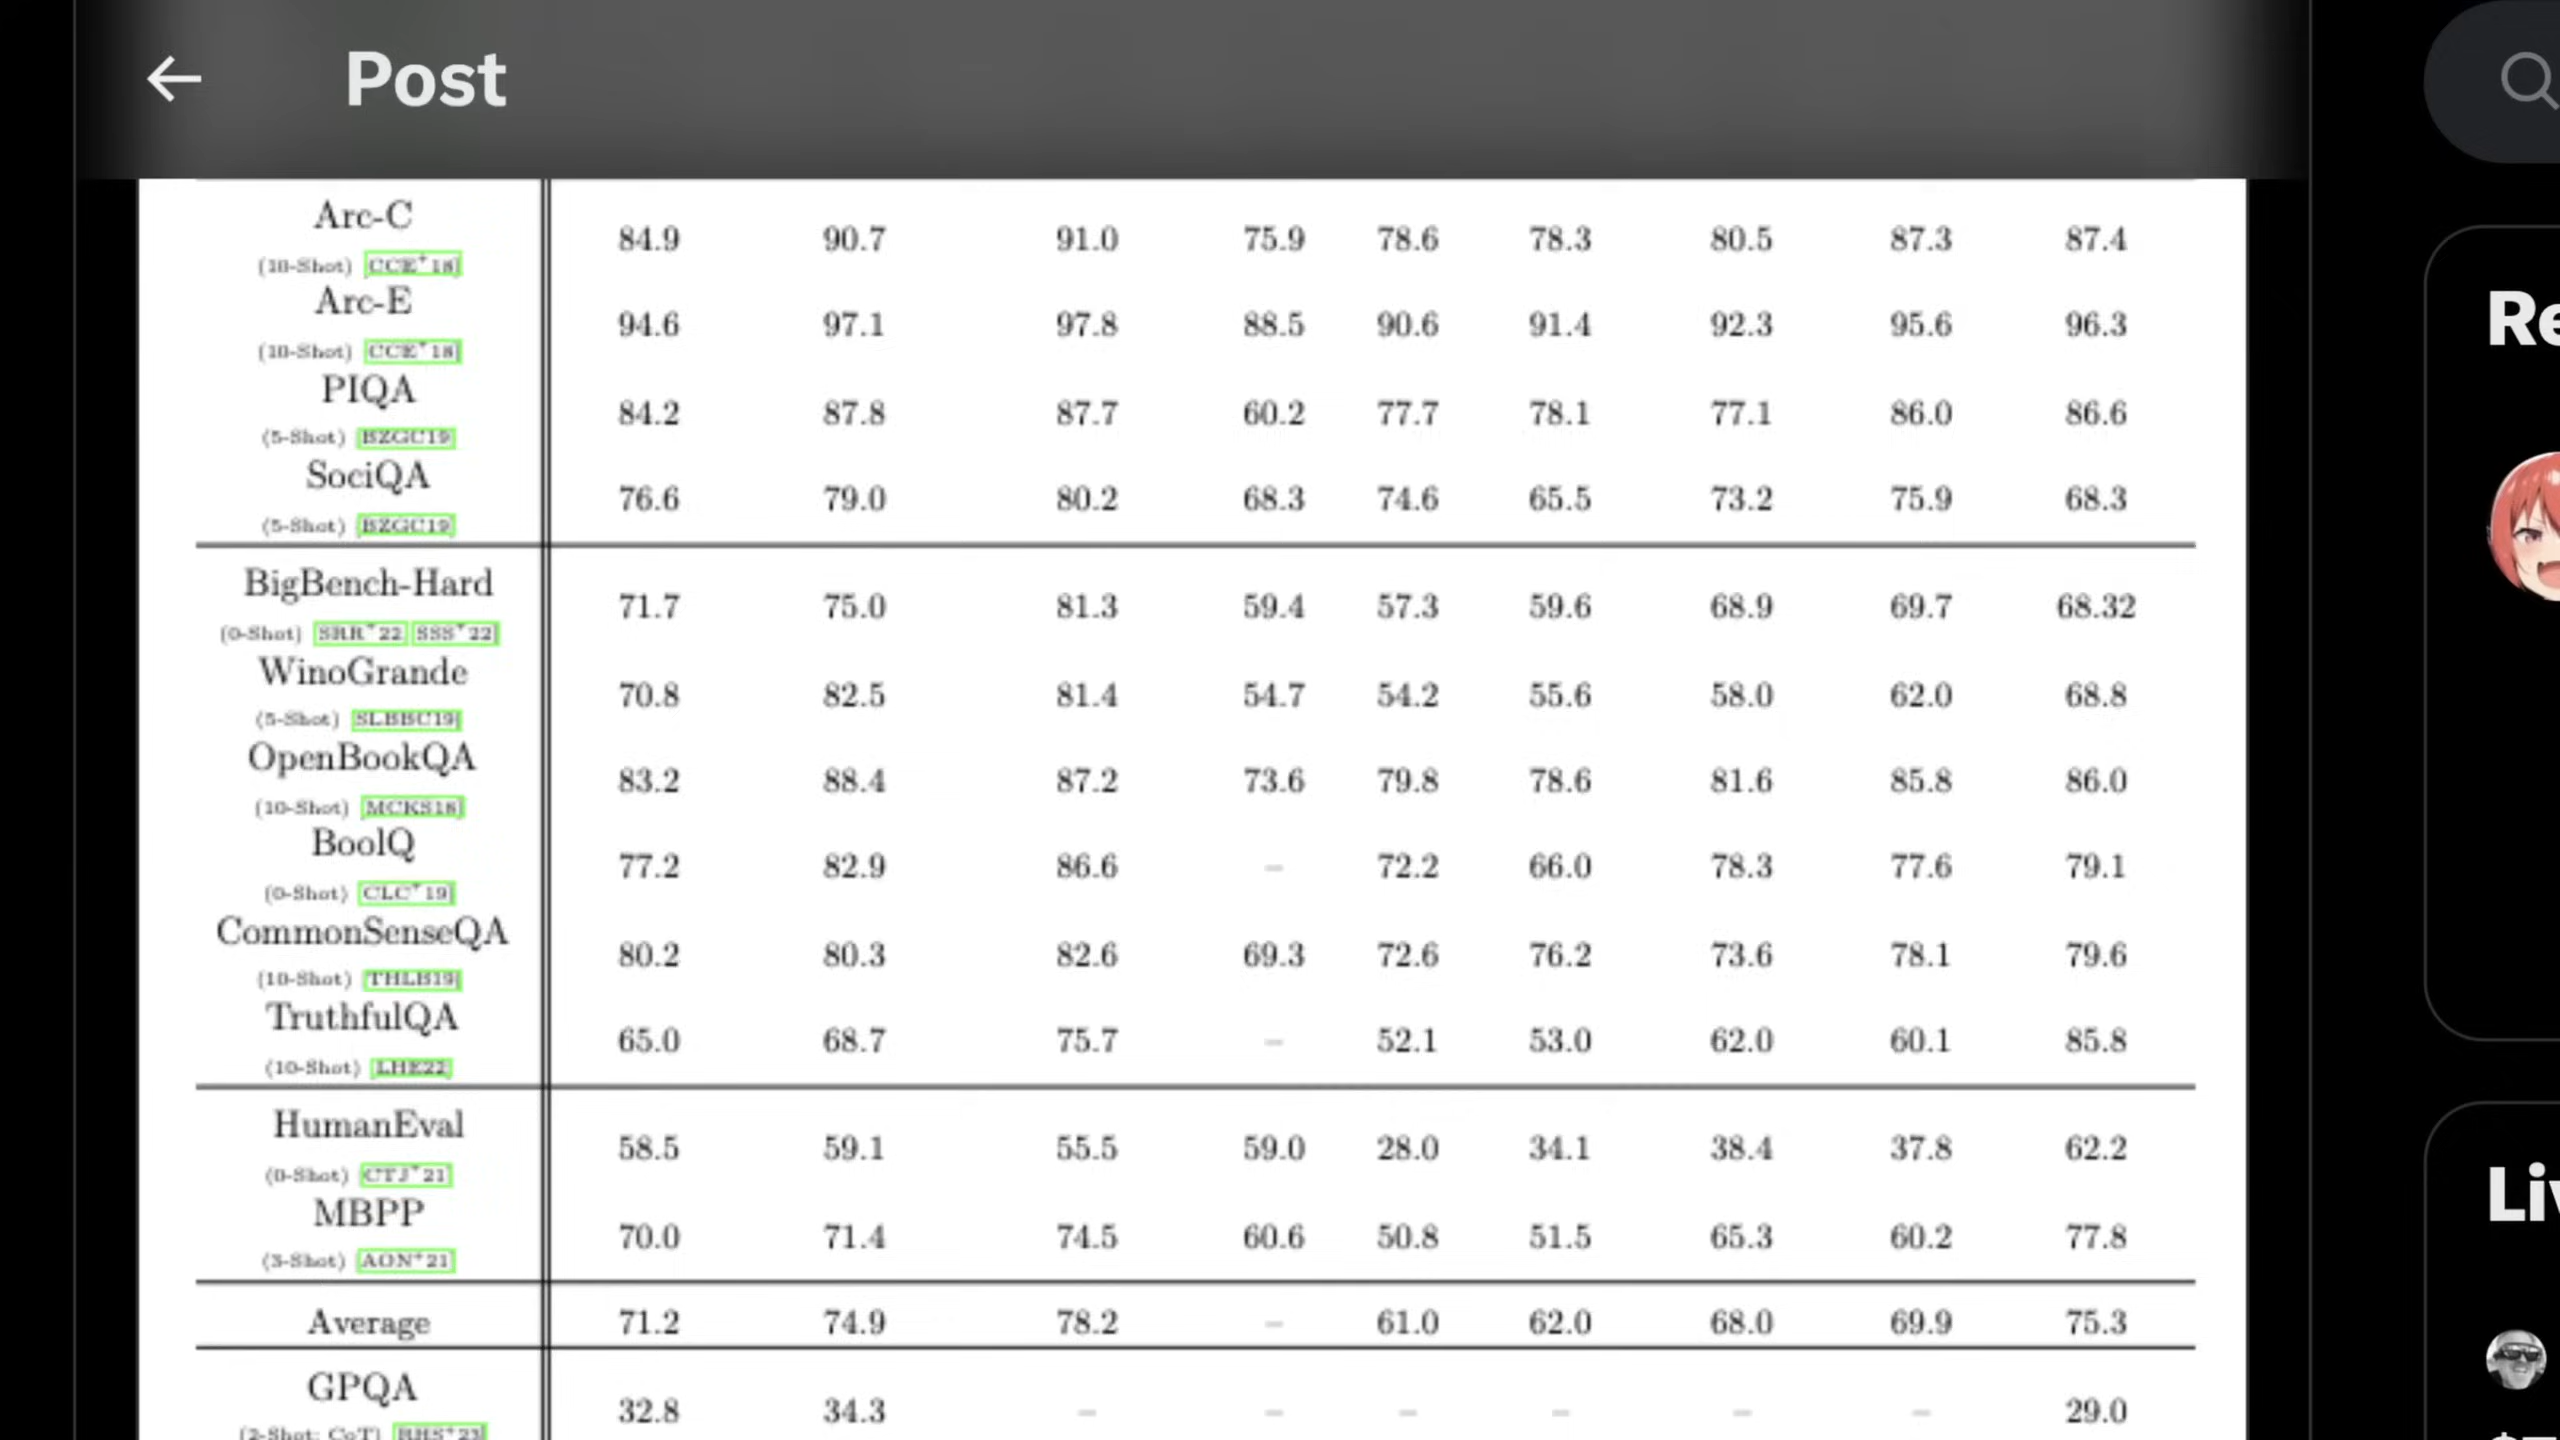 Post
Arc-C 84.9 90.7 91.0 75.9 78.6 78.3 80.5 87.3 87.4
(10-Shot) [CCE+18]
Arc-E 94.6 97.1 97.8 88.5 90.6 91.4 92.3 95.6 96.3
(10-Shot) [CCE+18]
PIQA 84.2 87.8 87.7 60.2 77.7 78.1 77.1 86.0 86.6
(5-Shot) [BZGC19]
SociQA 76.6 79.0 80.2 68.3 74.6 65.5 73.2 75.9 68.3
(5-Shot) [BZGC19]
BigBench-Hard 71.7 75.0 81.3 59.4 57.3 59.6 68.9 69.7 68.32
(0-Shot) [SRR+22, SSS+22]
WinoGrande 70.8 82.5 81.4 54.7 54.2 55.6 58.0 62.0 68.8
(5-Shot) [SLBBC19]
OpenBookQA 83.2 88.4 87.2 73.6 79.8 78.6 81.6 85.8 86.0
(10-Shot) [MCKS18]
BoolQ 77.2 82.9 86.6 – 72.2 66.0 78.3 77.6 79.1
(0-Shot) [CLC+19]
CommonSenseQA 80.2 80.3 82.6 69.3 72.6 76.2 73.6 78.1 79.6
(10-Shot) [THLB19]
TruthfulQA 65.0 68.7 75.7 – 52.1 53.0 62.0 60.1 85.8
(10-Shot) [LHE22]
HumanEval 58.5 59.1 55.5 59.0 28.0 34.1 38.4 37.8 62.2
(0-Shot) [CTJ+21]
MBPP 70.0 71.4 74.5 60.6 50.8 51.5 65.3 60.2 77.8
(3-Shot) [AON+21]
Average 71.2 74.9 78.2 – 61.0 62.0 68.0 69.9 75.3
GPQA 32.8 34.3 – – – – – – 29.0
(2-Shot; CoT) [RHS+23]
Re
Liv